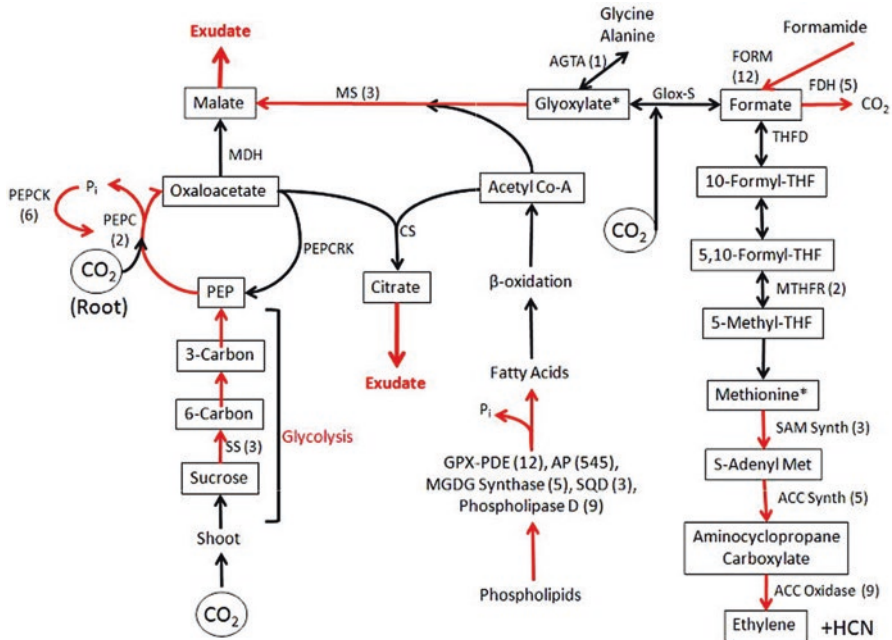 Exudate
Malate
MS (3)
Glycine
Alanine
AGTA (1)
Glyoxylate*
Glox-S
Formamide
FORM
(12)
FDH (5)
Formate
CO2
THFD
MDH
Oxaloacetate
Acetyl Co-A
10-Formyl-THF
PEPCK
(6)
Pi
PEPC
(2)
CO2
(Root)
PEPCRK
CS
CO2
5,10-Formyl-THF
PEP
Citrate
β-oxidation
MTHFR (2)
5-Methyl-THF
3-Carbon
Exudate
Fatty Acids
Methionine*
6-Carbon
Glycolysis
Pi
SAM Synth (3)
SS (3)
Sucrose
GPX-PDE (12), AP (545),
MGDG Synthase (5), SQD (3),
Phospholipase D (9)
S-Adenyl Met
ACC Synth (5)
Shoot
Aminocyclopropane
Carboxylate
CO2
Phospholipids
ACC Oxidase (9)
Ethylene
+HCN